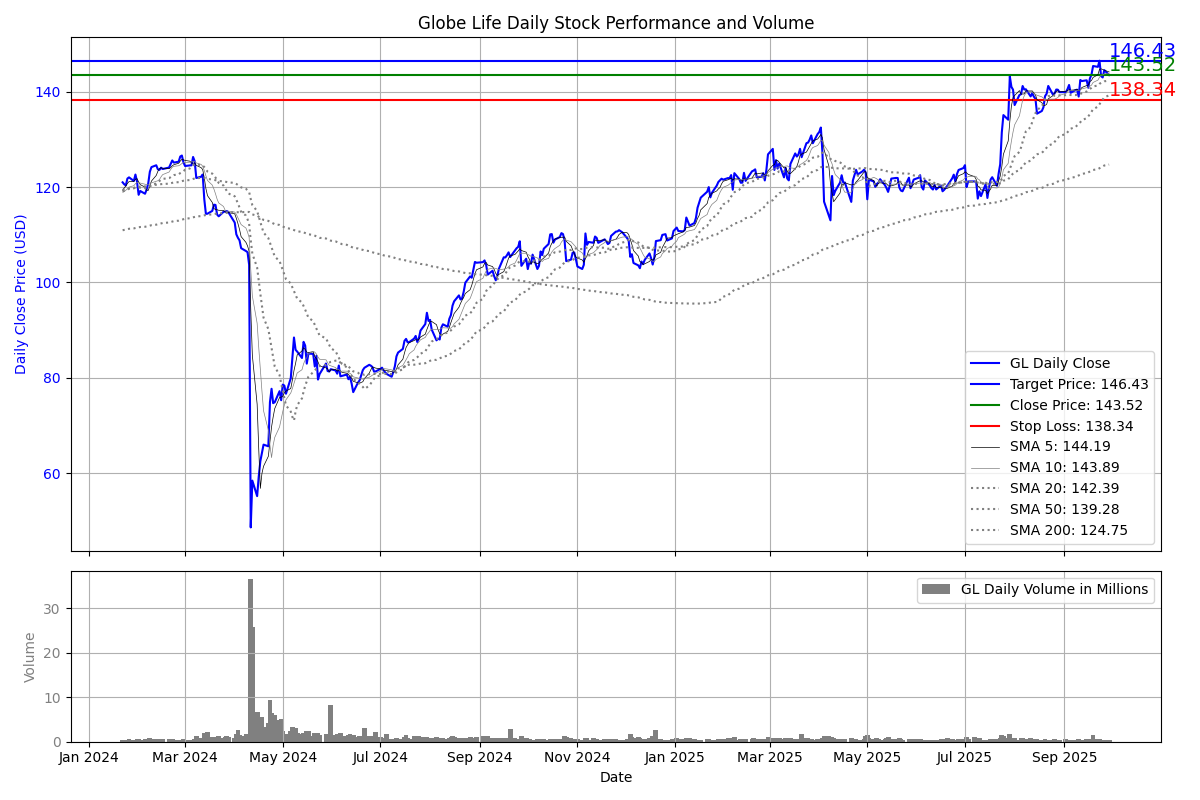 Globe Life Daily Stock Performance and Volume
146.43
143.52
138.34
140
120
100
80
60
Daily Close Price (USD)
GL Daily Close
Target Price: 146.43
Close Price: 143.52
Stop Loss: 138.34
SMA 5: 144.19
SMA 10: 143.89
SMA 20: 142.39
SMA 50: 139.28
SMA 200: 124.75
GL Daily Volume in Millions
30
20
10
0
Volume
Jan 2024 Mar 2024 May 2024 Jul 2024 Sep 2024 Nov 2024 Jan 2025 Mar 2025 May 2025 Jul 2025 Sep 2025
Date